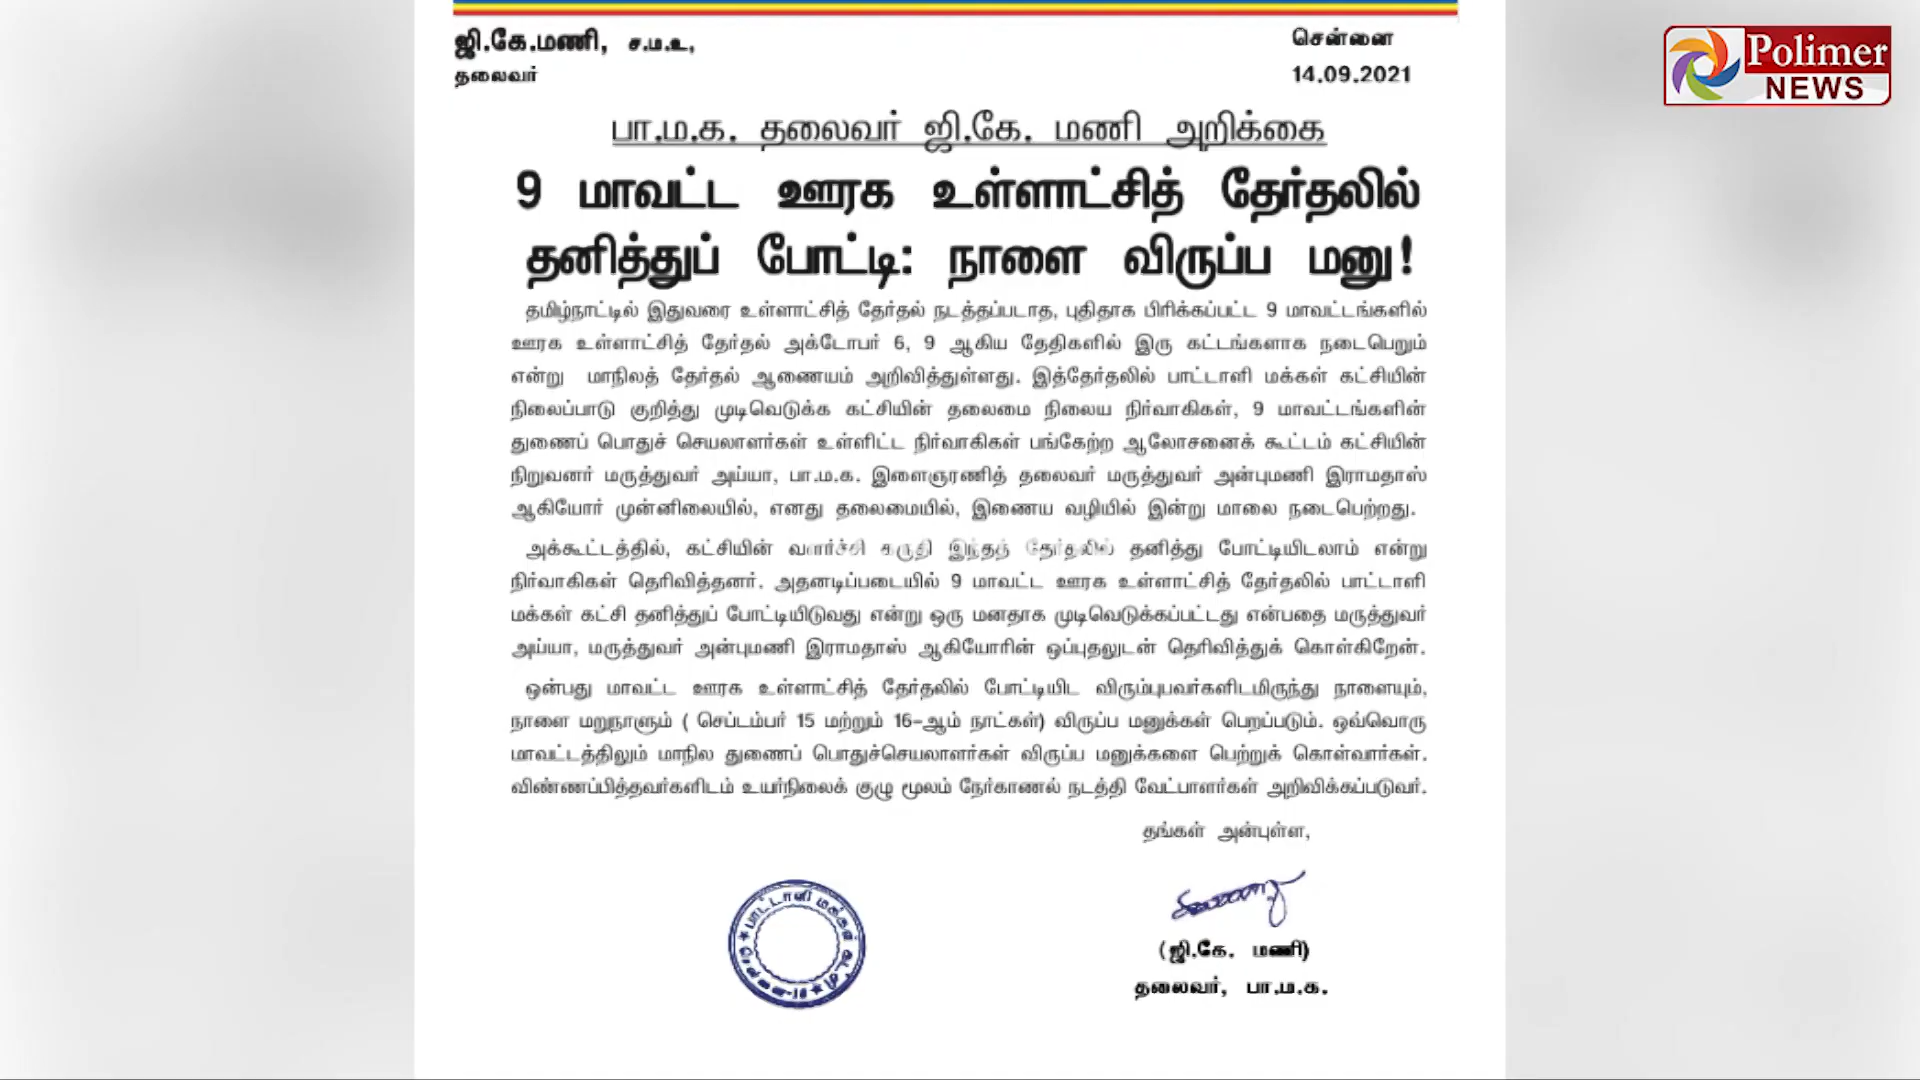 ஜி.கே.மணி, ச.ம.உ,
தலைவர்
சென்னை
14.09.2021
Polimer
NEWS
பா.ம.க. தலைவர் ஜி.கே. மணி அறிக்கை
9 மாவட்ட ஊரக உள்ளாட்சித் தேர்தலில்
தனித்துப் போட்டி: நாளை விருப்ப மனு!
தமிழ்நாட்டில் இதுவரை உள்ளாட்சித் தேர்தல் நடத்தப்படாத, புதிதாக பிரிக்கப்பட்ட 9 மாவட்டங்களில்
ஊரக உள்ளாட்சித் தேர்தல் அக்டோபர் 6, 9 ஆகிய தேதிகளில் இரு கட்டங்களாக நடைபெறும்
என்று மாநிலத் தேர்தல் ஆணையம் அறிவித்துள்ளது. இத்தேர்தலில் பாட்டாளி மக்கள் கட்சியின்
நிலைப்பாடு குறித்து முடிவெடுக்க கட்சியின் தலைமை நிலைய நிர்வாகிகள், 9 மாவட்டங்களின்
துணைப் பொதுச் செயலாளர்கள் உள்ளிட்ட நிர்வாகிகள் பங்கேற்ற ஆலோசனைக் கூட்டம் கட்சியின்
நிறுவனர் மருத்துவர் அய்யா, பா.ம.க. இளைஞரணித் தலைவர் மருத்துவர் அன்புமணி இராமதாஸ்
ஆகியோர் முன்னிலையில், எனது தலைமையில், இணைய வழியில் இன்று மாலை நடைபெற்றது.
அக்கூட்டத்தில், கட்சியின் வளர்ச்சி கருதி இந்தத் தேர்தலில் தனித்து போட்டியிடலாம் என்று
நிர்வாகிகள் தெரிவித்தனர். அதனடிப்படையில் 9 மாவட்ட ஊரக உள்ளாட்சித் தேர்தலில் பாட்டாளி
மக்கள் கட்சி தனித்துப் போட்டியிடுவது என்று ஒரு மனதாக முடிவெடுக்கப்பட்டது என்பதை மருத்துவர்
அய்யா, மருத்துவர் அன்புமணி இராமதாஸ் ஆகியோரின் ஒப்புதலுடன் தெரிவித்துக் கொள்கிறேன்.
ஒன்பது மாவட்ட ஊரக உள்ளாட்சித் தேர்தலில் போட்டியிட விரும்புபவர்களிடமிருந்து நாளையும்,
நாளை மறுநாளும் ( செப்டம்பர் 15 மற்றும் 16-ஆம் நாட்கள்) விருப்ப மனுக்கள் பெறப்படும். ஒவ்வொரு
மாவட்டத்திலும் மாநில துணைப் பொதுச்செயலாளர்கள் விருப்ப மனுக்களை பெற்றுக் கொள்வார்கள்.
விண்ணப்பித்தவர்களிடம் உயர்நிலைக் குழு மூலம் நேர்காணல் நடத்தி வேட்பாளர்கள் அறிவிக்கப்படுவர்.
தங்கள் அன்புள்ள,
பாட்டாளி மக்கள் கட்சி
(ஜி.கே. மணி)
தலைவர், பா.ம.க.